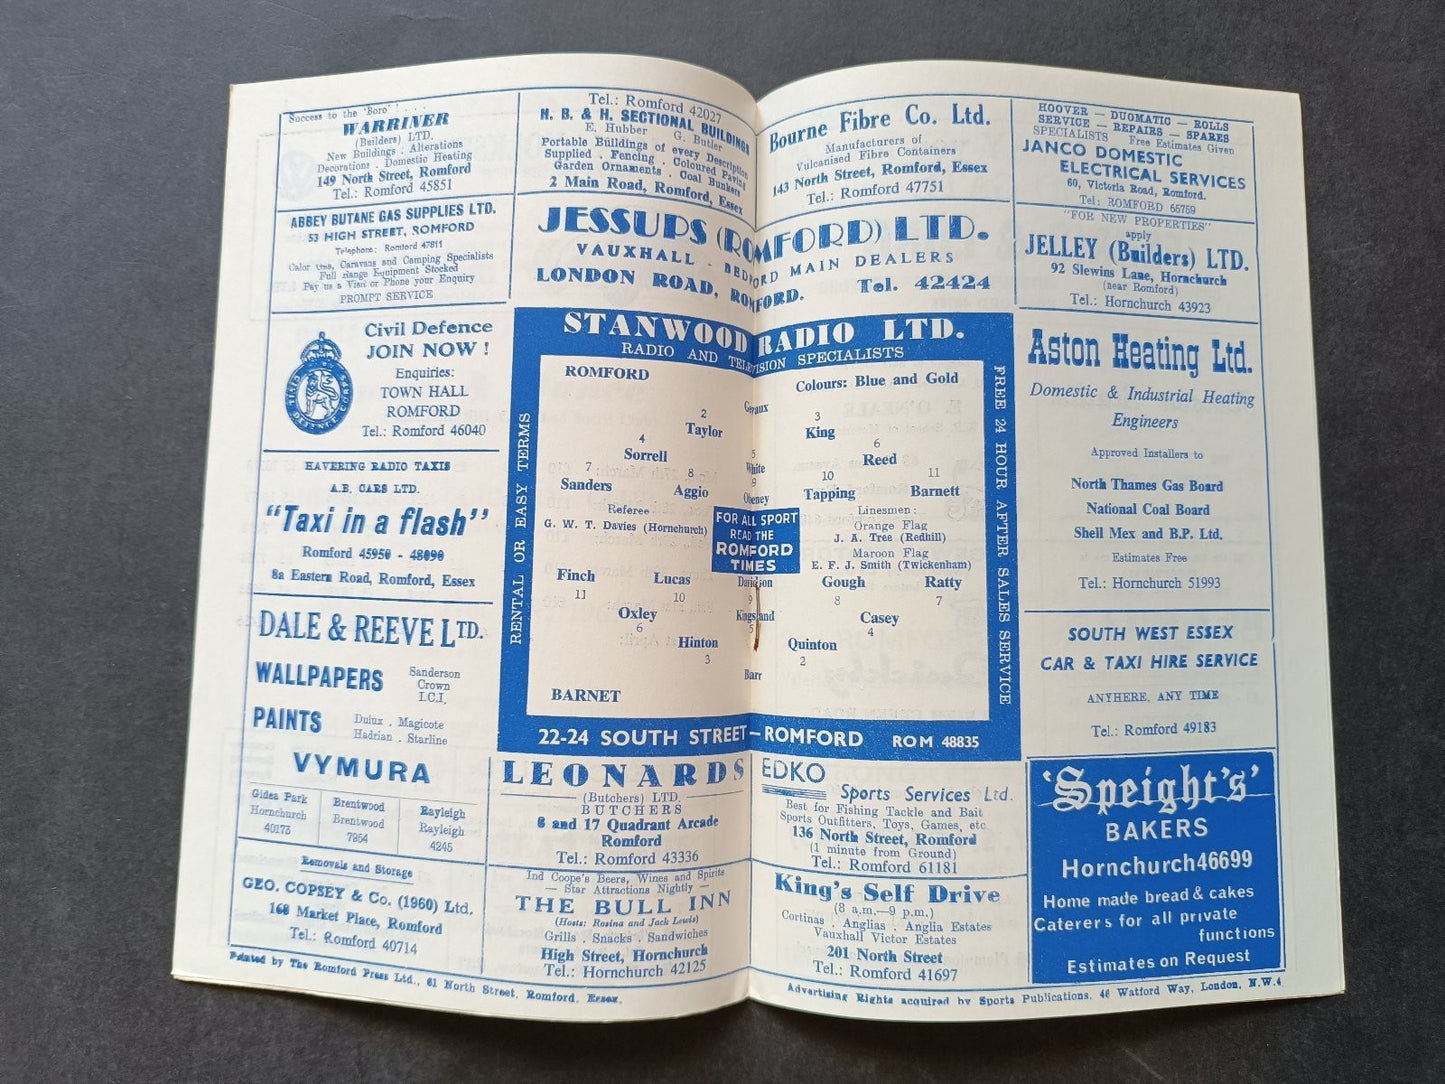 Success to the 'Boro' ! . . .
WARRINER
(Builders) LTD.
New Buildings . Alterations
Decorations . Domestic Heating
149 North Street, Romford
Tel.: Romford 45851
ABBEY BUTANE GAS SUPPLIES LTD.
53 HIGH STREET, ROMFORD
Telephone: Romford 47811
Calor Gas, Caravans and Camping Specialists
Full range Equipment Stocked
Pay us a Visit or Phone your Enquiry
PROMPT SERVICE
Civil Defence
JOIN NOW !
Enquiries:
TOWN HALL
ROMFORD
Tel.: Romford 46040
CIVIL DEFENCE CORPS
HAVERING RADIO TAXIS
A.B. CARS LTD.
"Taxi in a flash"
Romford 45950 - 48090
8a Eastern Road, Romford, Essex
DALE & REEVE LTD.
WALLPAPERS
Sanderson
Crown
I.C.I.
PAINTS
Dulux . Magicote
Hadrian . Starline
VYMURA
Gidea Park
Hornchurch
40173
Brentwood
Brentwood
7954
Rayleigh
Rayleigh
4245
Removals and Storage
GEO. COPSEY & Co. (1960) Ltd.
168 Market Place, Romford
Tel.: Romford 40714
Printed by The Romford Press Ltd., 61 North Street, Romford, Essex.
Tel.: Romford 42027
H. B. & H. SECTIONAL BUILDINGS
E. Hubber G. Butler
Portable Buildings of every Description
Supplied . Fencing . Coloured Paving
Garden Ornaments . Coal Bunkers
2 Main Road, Romford, Essex
Bourne Fibre Co. Ltd.
Manufacturers of
Vulcanised Fibre Containers
143 North Street, Romford, Essex
Tel.: Romford 47751
JESSUPS (ROMFORD) LTD.
VAUXHALL - BEDFORD MAIN DEALERS
LONDON ROAD, ROMFORD. Tel. 42424
STANWOOD RADIO LTD.
RADIO AND TELEVISION SPECIALISTS
RENTAL OR EASY TERMS
FREE 24 HOUR AFTER SALES SERVICE
ROMFORD
Colours: Blue and Gold
Geraux
2 3
Taylor King
4 5 6
Sorrell White Reed
7 8 9 10 11
Sanders Aggio Obeney Tapping Barnett
Referee
G. W. T. Davies (Hornchurch)
FOR ALL SPORT
READ THE
ROMFORD
TIMES
Linesmen:
Orange Flag
J. A. Tree (Redhill)
Maroon Flag
E. F. J. Smith (Twickenham)
Finch Lucas Davidson Gough Ratty
11 10 9 8 7
Oxley Kingsland Casey
6 5 4
Hinton Quinton
3 2
Barr
BARNET
22-24 SOUTH STREET — ROMFORD ROM 48835
LEONARDS
(Butchers) LTD.
BUTCHERS
8 and 17 Quadrant Arcade
Romford
Tel.: Romford 43336
Ind Coope's Beers, Wines and Spirits
— Star Attractions Nightly —
THE BULL INN
(Hosts: Rosina and Jack Lewis)
Grills . Snacks . Sandwiches
High Street, Hornchurch
Tel.: Hornchurch 42125
EDKO
Sports Services Ltd.
Best for Fishing Tackle and Bait
Sports Outfitters, Toys, Games, etc
136 North Street, Romford
(1 minute from Ground)
Tel.: Romford 61181
King's Self Drive
(8 a.m.—9 p.m.)
Cortinas . Anglias . Anglia Estates
Vauxhall Victor Estates
201 North Street
Tel.: Romford 41697
HOOVER — DUOMATIC — ROLLS
SERVICE — REPAIRS — SPARES
SPECIALISTS Free Estimates Given
JANCO DOMESTIC
ELECTRICAL SERVICES
60, Victoria Road, Romford.
Tel: ROMFORD 65759
"FOR NEW PROPERTIES"
apply
JELLEY (Builders) LTD.
92 Slewins Lane, Hornchurch
(near Romford)
Tel.: Hornchurch 43923
Aston Heating Ltd.
Domestic & Industrial Heating
Engineers
Approved Installers to
North Thames Gas Board
National Coal Board
Shell Mex and B.P. Ltd.
Estimates Free
Tel.: Hornchurch 51993
SOUTH WEST ESSEX
CAR & TAXI HIRE SERVICE
ANYHERE, ANY TIME
Tel.: Romford 49183
'Speight's'
BAKERS
Hornchurch 46699
Home made bread & cakes
Caterers for all private
functions
Estimates on Request
Advertising Rights acquired by Sports Publications, 46 Watford Way, London, N.W.4